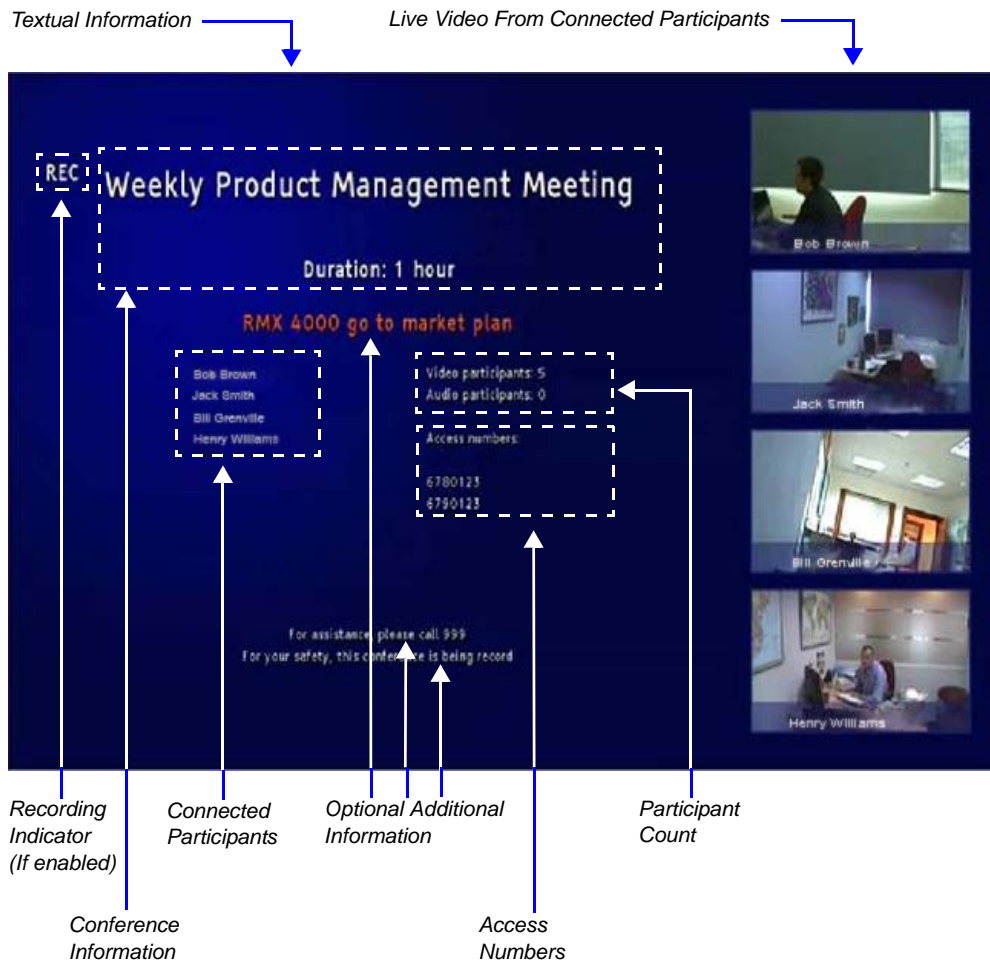 Textual Information
Live Video From Connected Participants
REC
Weekly Product Management Meeting
Duration: 1 hour
RMX 4000 go to market plan
Bob Brown
Jack Smith
Bill Grenville
Henry Williams
Video participants: 5
Audio participants: 0
Access numbers:
6780123
6790123
For assistance, please call 999
For your safety, this conference is being record
Bob Brown
Jack Smith
Bill Grenville
Henry Williams
Recording
Indicator
(If enabled)
Connected
Participants
Optional Additional
Information
Participant
Count
Conference
Information
Access
Numbers